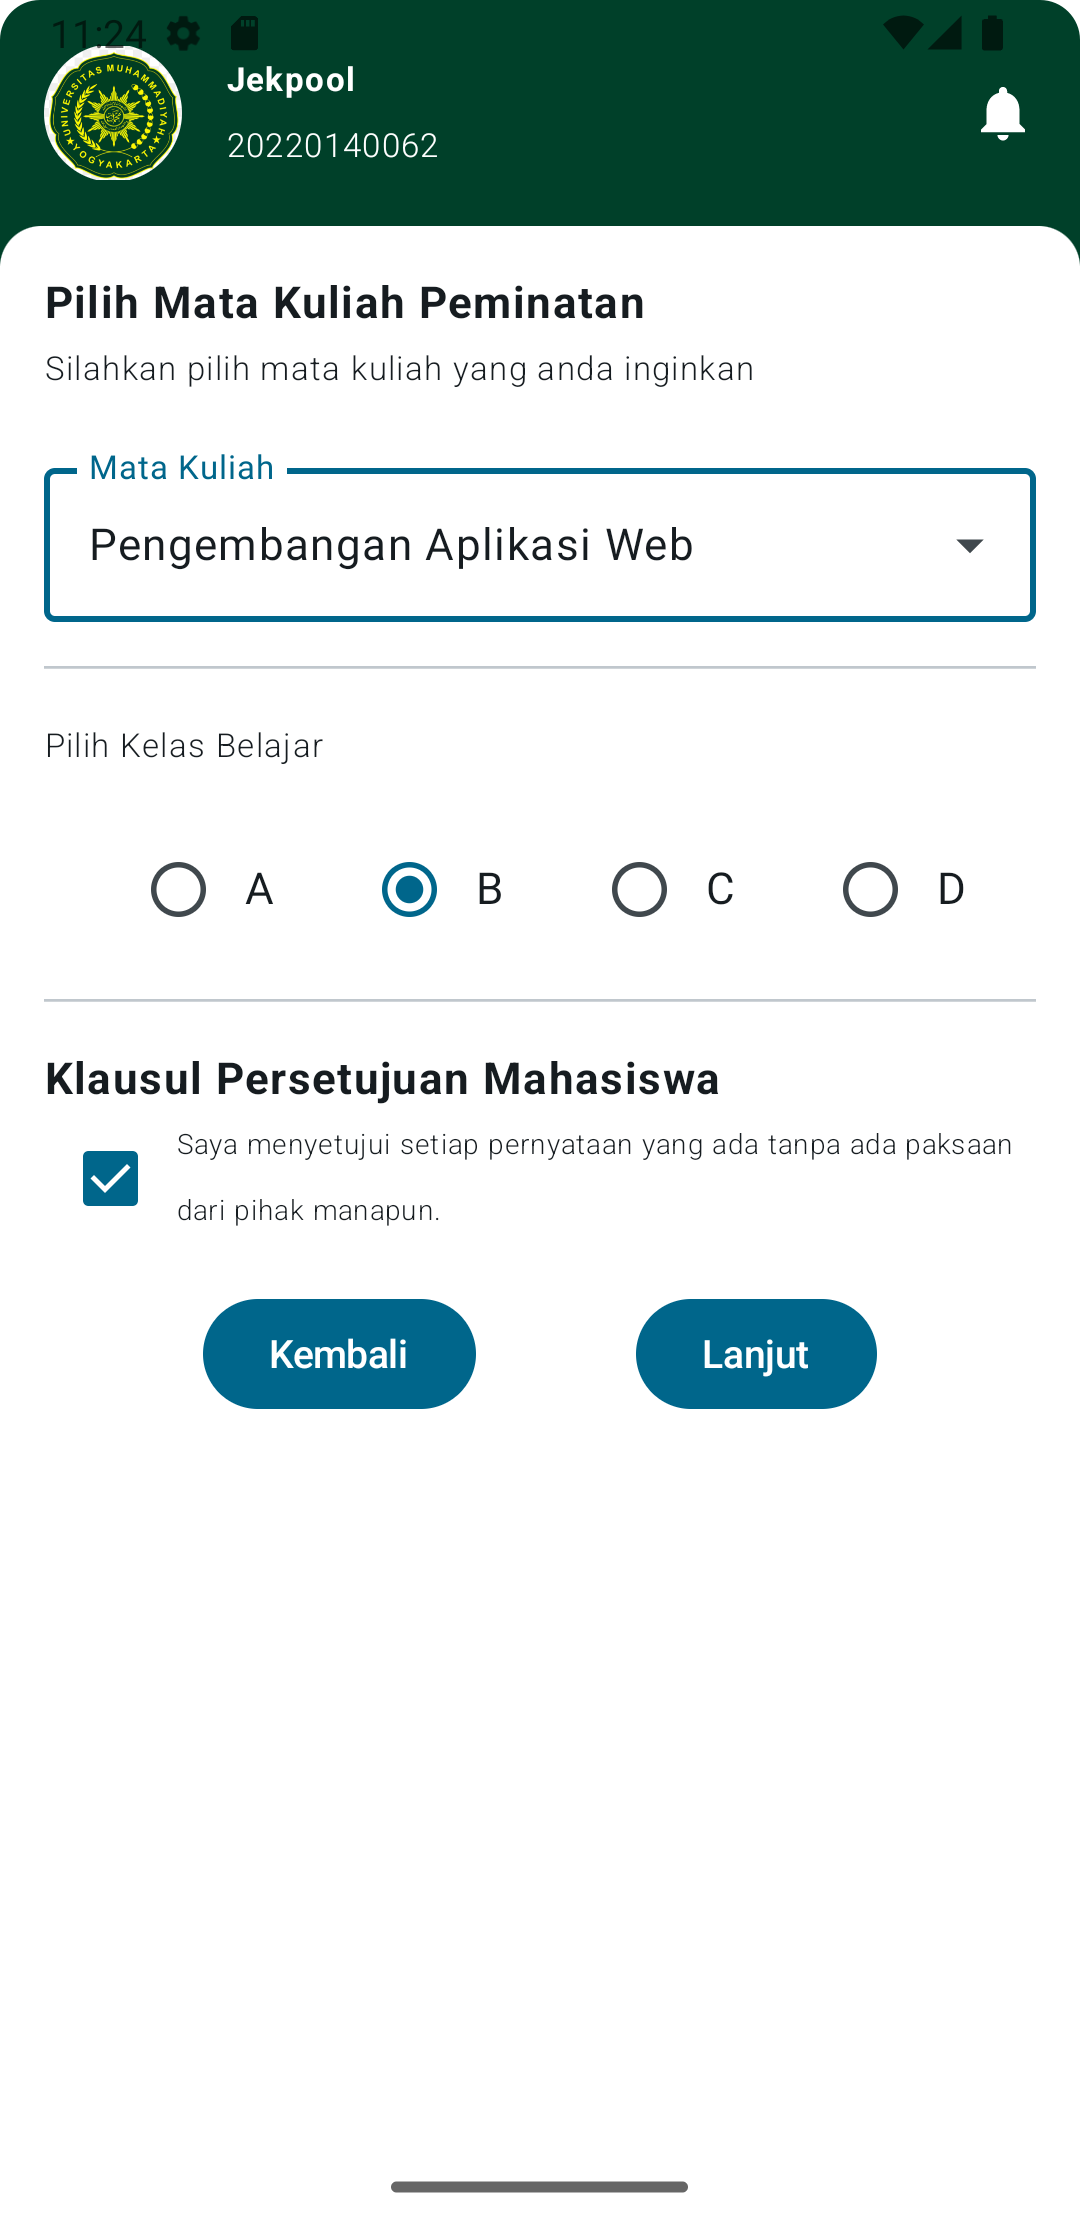 11:24
UNIVERSITAS MUHAMMADIYAH
YOGYAKARTA
Jekpool
20220140062
Pilih Mata Kuliah Peminatan
Silahkan pilih mata kuliah yang anda inginkan
Mata Kuliah
Pengembangan Aplikasi Web
Pilih Kelas Belajar
A B C D
Klausul Persetujuan Mahasiswa
Saya menyetujui setiap pernyataan yang ada tanpa ada paksaan
dari pihak manapun.
Kembali Lanjut